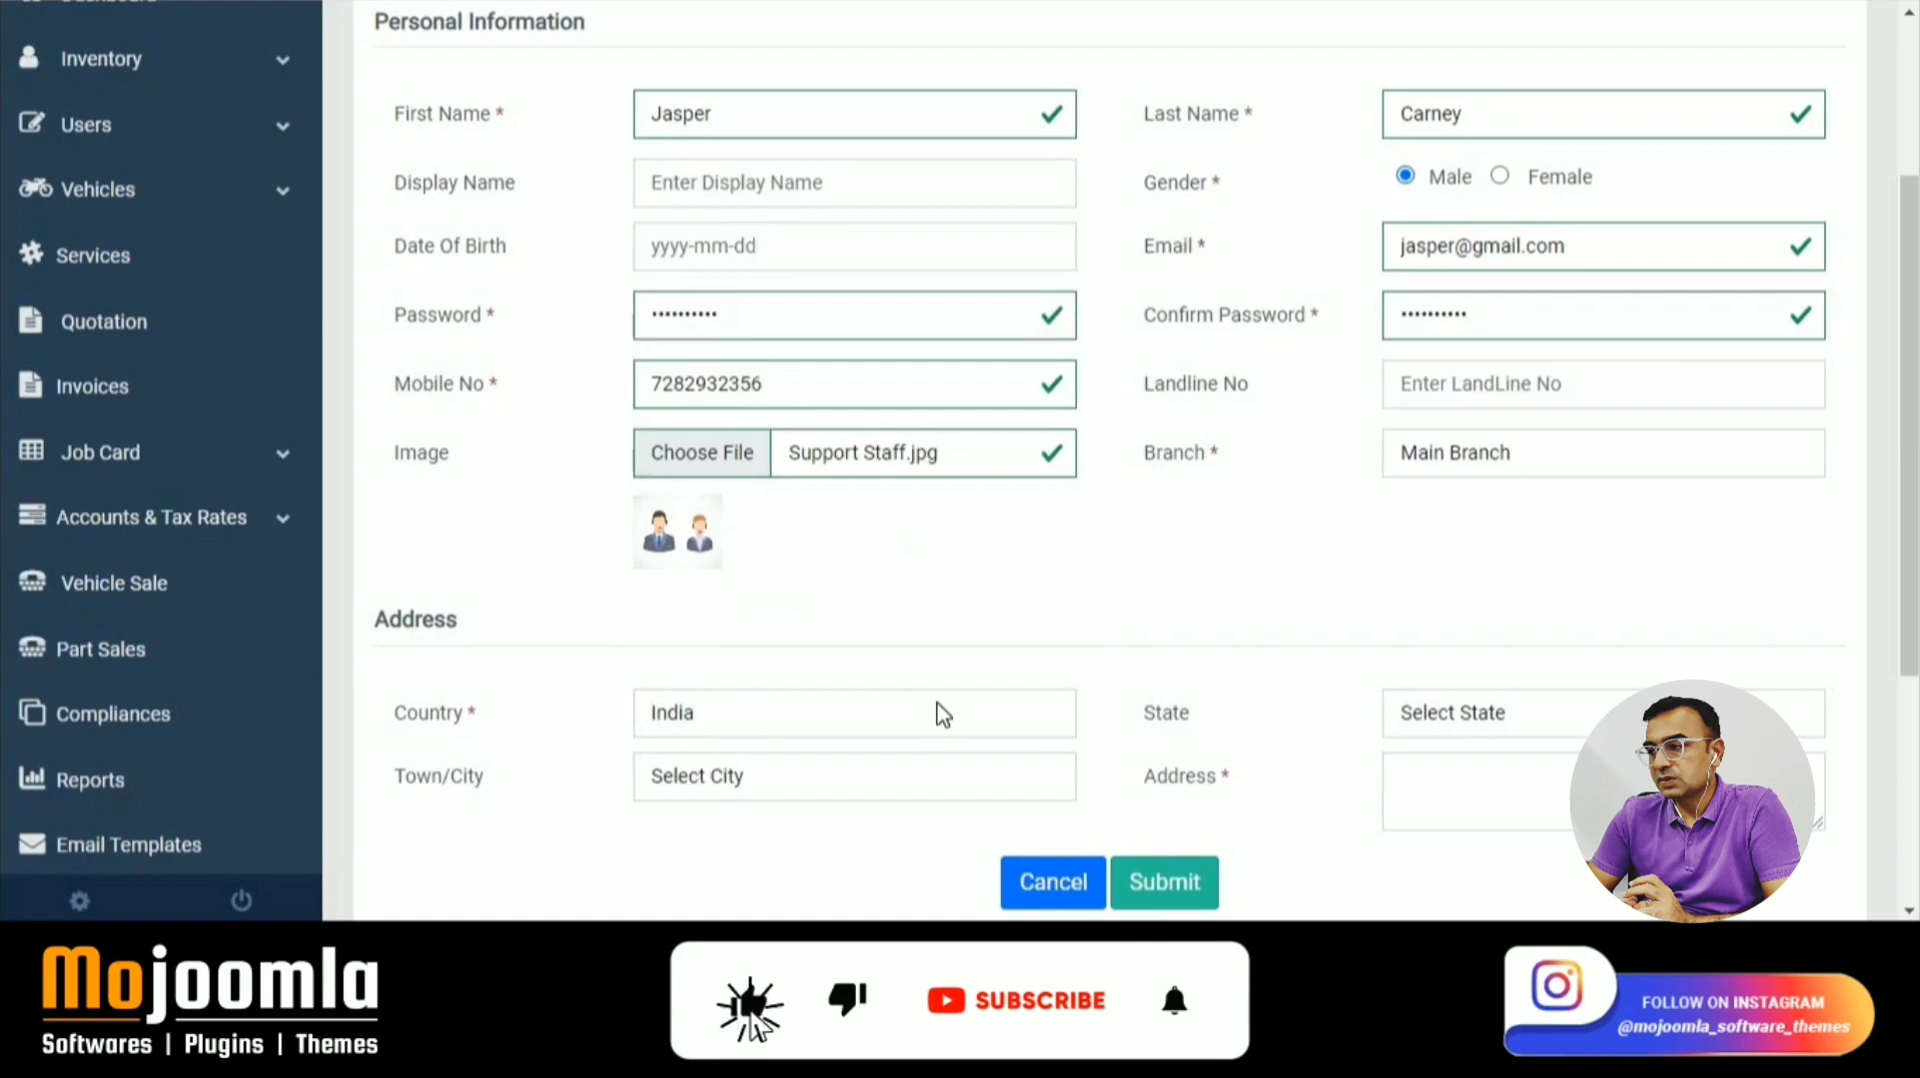 Personal Information
Inventory
Users
Vehicles
Services
Quotation
Invoices
Job Card
Accounts & Tax Rates
Vehicle Sale
Part Sales
Compliances
Reports
Email Templates
First Name * Jasper Last Name * Carney
Display Name Enter Display Name Gender * Male Female
Date Of Birth yyyy-mm-dd Email * jasper@gmail.com
Password * •••••••••• Confirm Password * ••••••••••
Mobile No * 7282932356 Landline No Enter LandLine No
Image Choose File Support Staff.jpg Branch * Main Branch
Address
Country * India State Select State
Town/City Select City Address *
Cancel Submit
Mojoomla
Softwares | Plugins | Themes
SUBSCRIBE
FOLLOW ON INSTAGRAM
@mojoomla_software_themes